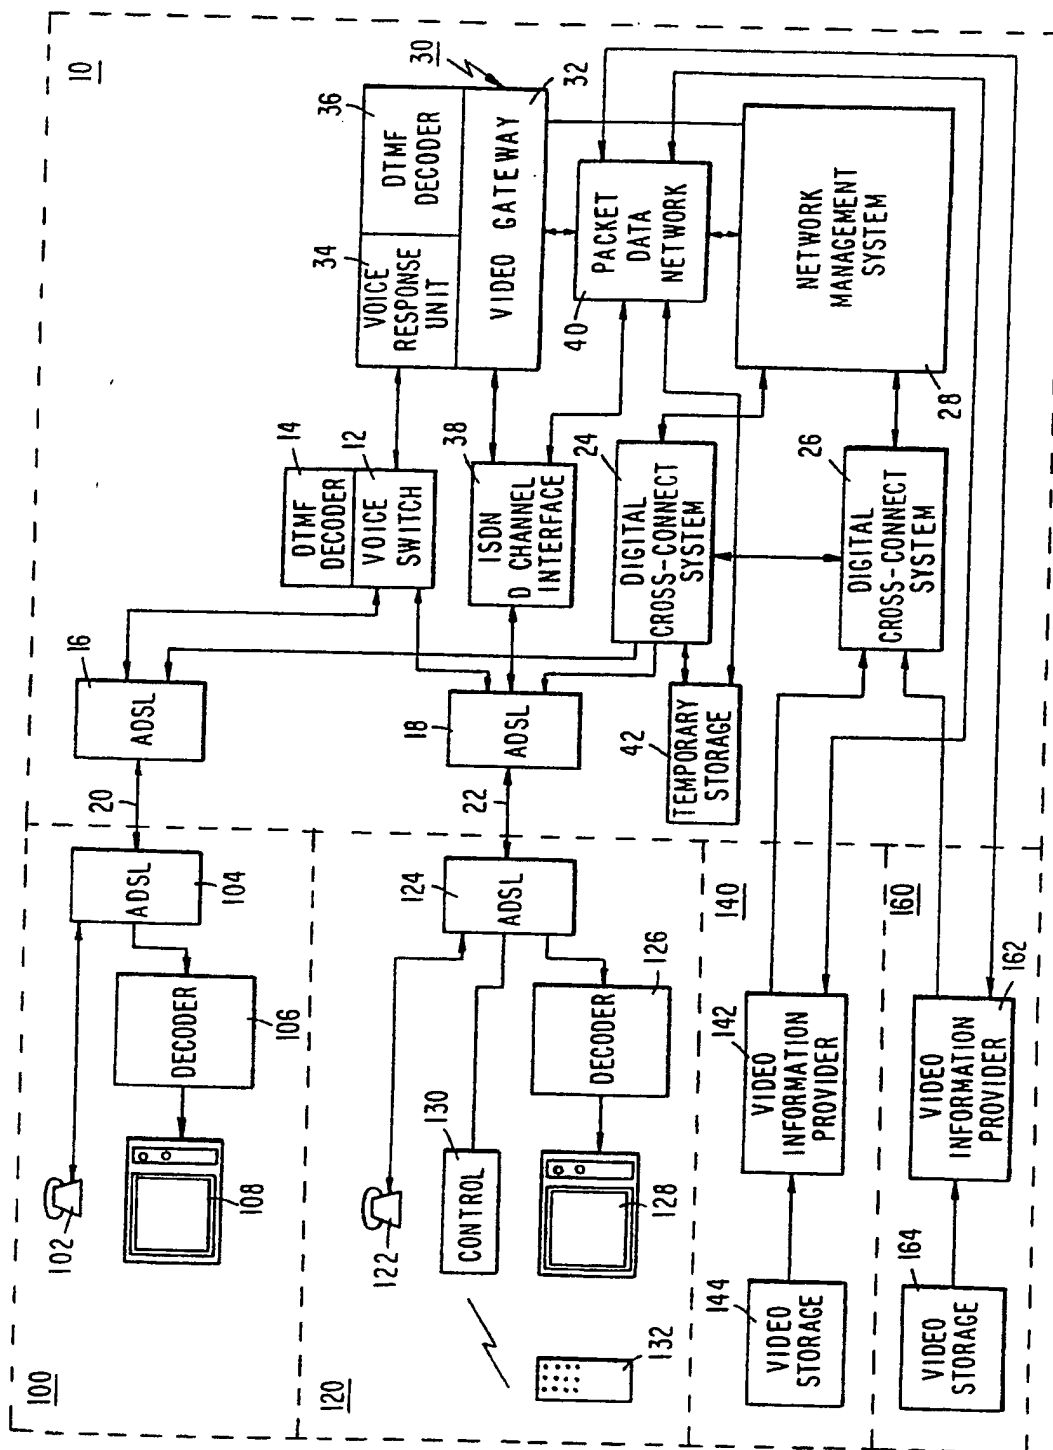 100
102
108
DECODER
106
ADSL
104
20
16
ADSL
10
14
DTMF
DECODER
12
VOICE
SWITCH
34
VOICE
RESPONSE
UNIT
36
DTMF
DECODER
30
VIDEO GATEWAY
32
120
122
130
CONTROL
132
128
DECODER
126
124
ADSL
22
18
ADSL
38
ISDN
D CHANNEL
INTERFACE
40
PACKET
DATA
NETWORK
24
DIGITAL
CROSS-CONNECT
SYSTEM
42
TEMPORARY
STORAGE
NETWORK
MANAGEMENT
SYSTEM
28
26
DIGITAL
CROSS-CONNECT
SYSTEM
140
144
VIDEO
STORAGE
142
VIDEO
INFORMATION
PROVIDER
160
164
VIDEO
STORAGE
VIDEO
INFORMATION
PROVIDER
162